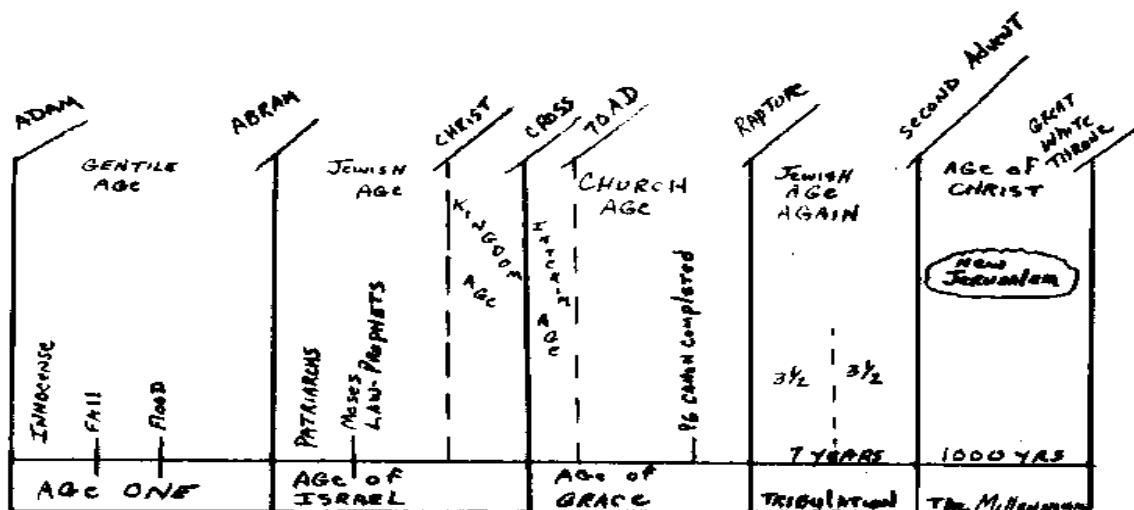 ADAM
ABRAM
CHRIST
CROSS
70 AD
RAPTURE
SECOND ADVENT
GREAT
WHITE
THRONE
GENTILE
AGE
JEWISH
AGE
KINGDOM
AGE
INTERIM
AGE
CHURCH
AGE
JEWISH
AGE
AGAIN
AGE of
CHRIST
New
Jerusalem
INNOCENSE
FAll
FlooD
PATRIARCHS
Moses
LAW-PROPHETS
96 CANON Completed
3½
3½
7 YEARS
1000 YRS
AGE ONE
AGE of
ISRAEL
AGE of
GRACE
TRIBULATION
The Millennium